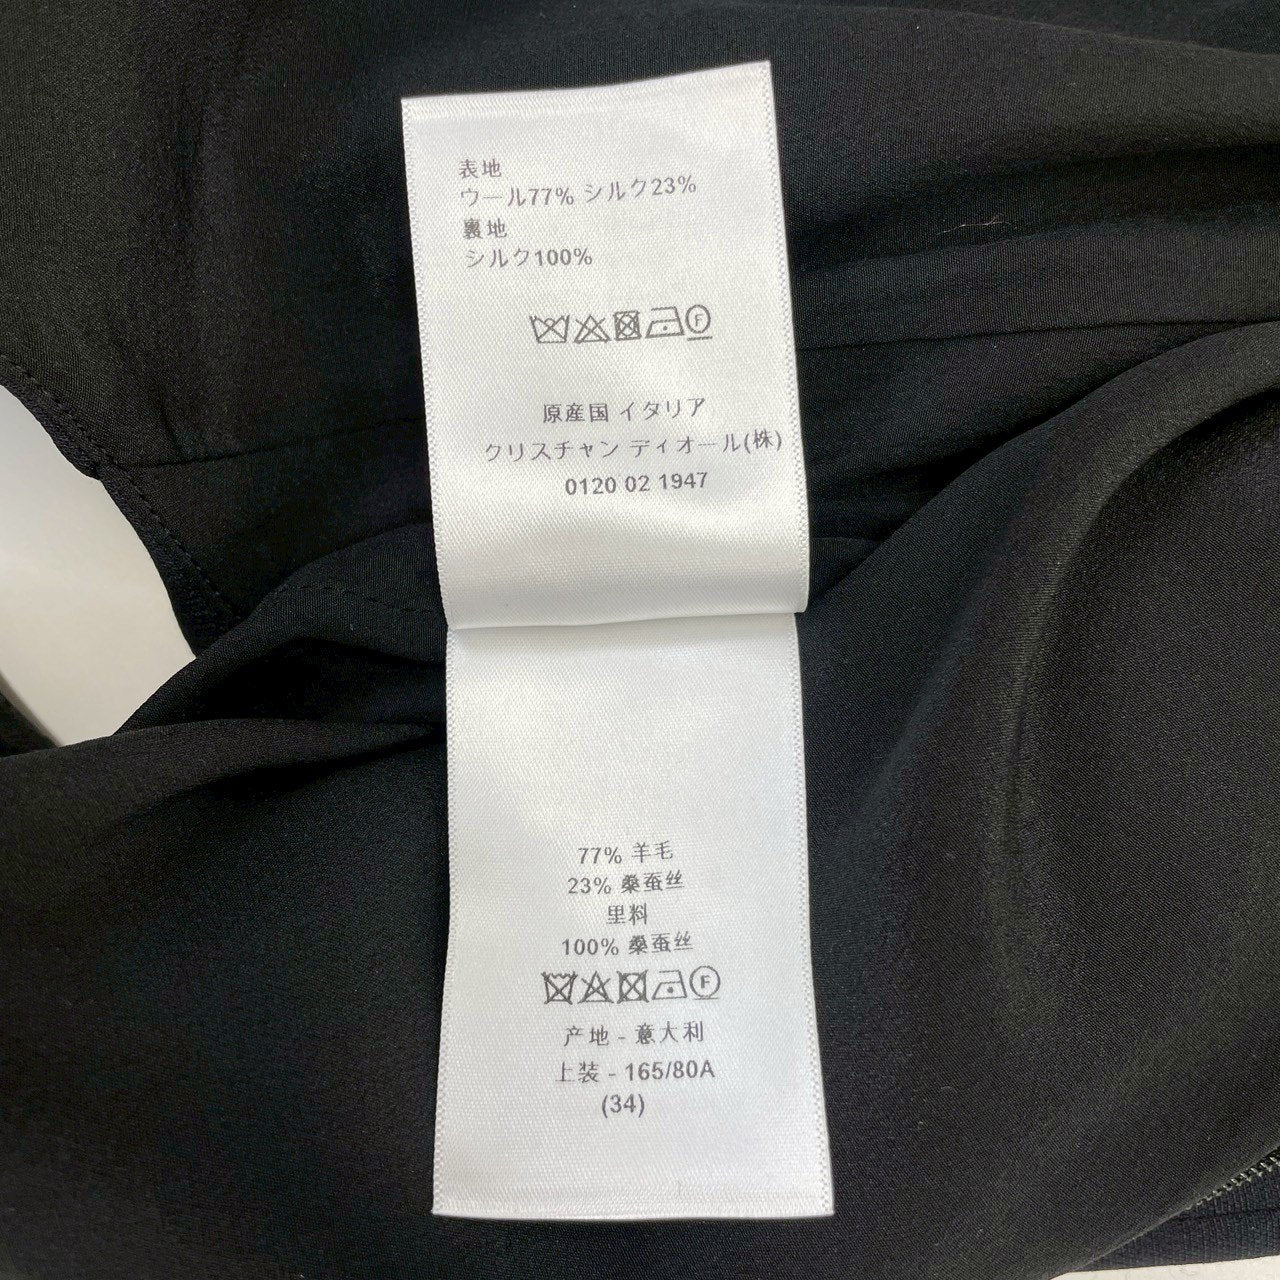 表地
ウール77% シルク23%
裏地
シルク100%
F
原産国 イタリア
クリスチャン ディオール(株)
0120 02 1947
77% 羊毛
23% 桑蚕丝
里料
100% 桑蚕丝
F
产地 - 意大利
上装 - 165/80A
(34)